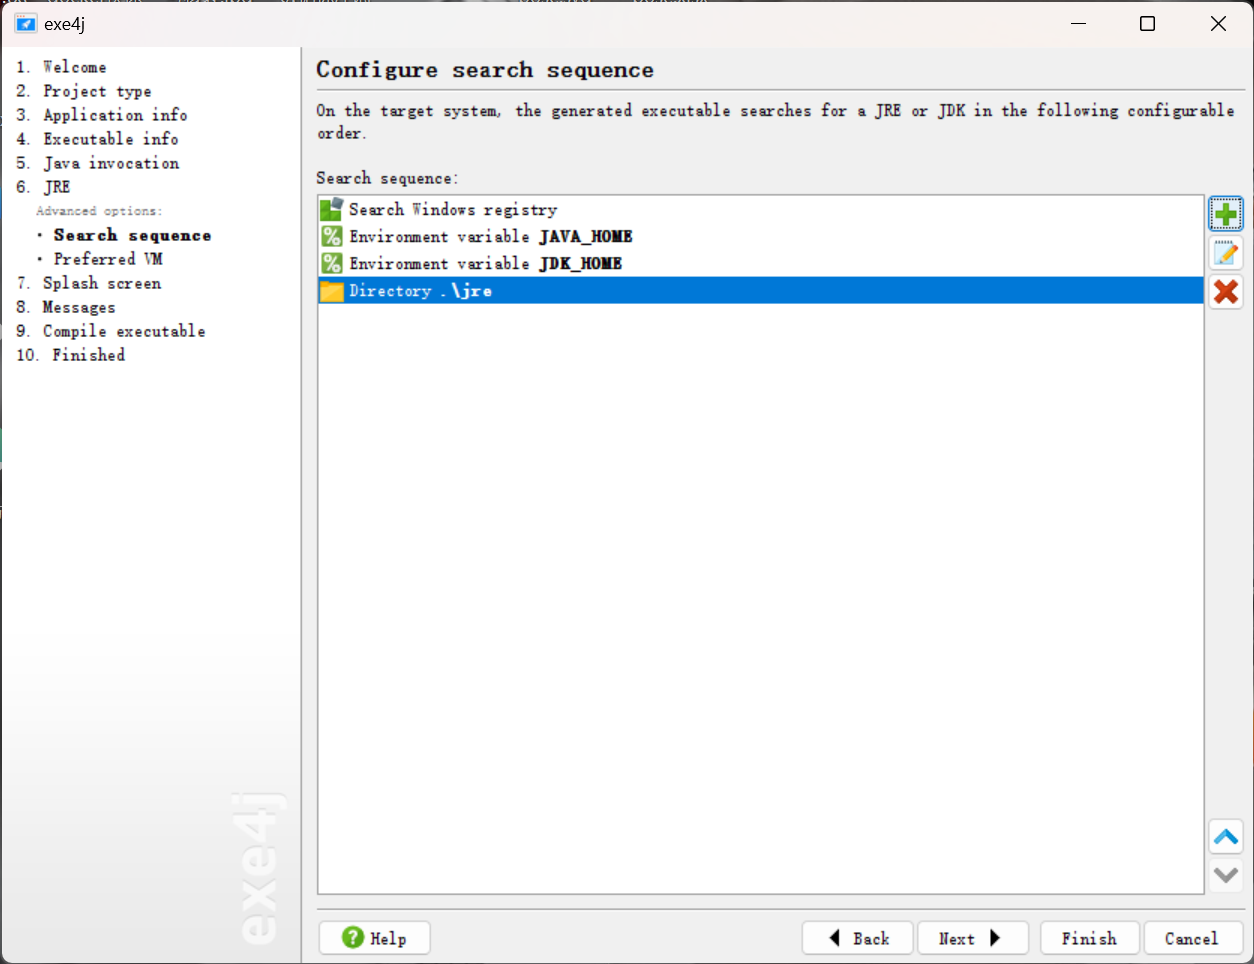 exe4j
1. Welcome
2. Project type
3. Application info
4. Executable info
5. Java invocation
6. JRE
Advanced options:
· Search sequence
· Preferred VM
7. Splash screen
8. Messages
9. Compile executable
10. Finished
exe4j
Configure search sequence
On the target system, the generated executable searches for a JRE or JDK in the following configurable
order.
Search sequence:
Search Windows registry
Environment variable JAVA_HOME
Environment variable JDK_HOME
Directory .\jre
Help
Back
Next
Finish
Cancel